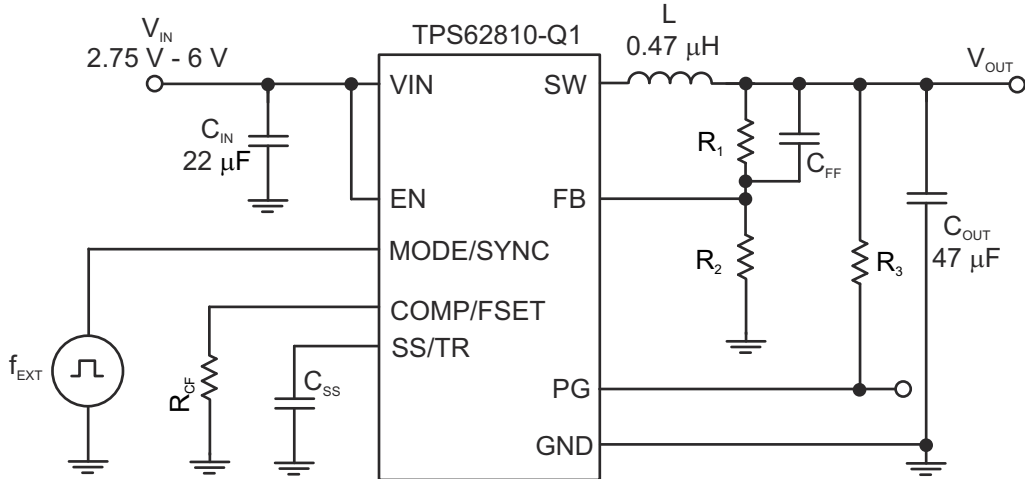 TPS62810-Q1
V_IN
2.75 V - 6 V
L
0.47 μH
V_OUT
VIN
SW
C_IN
22 μF
R_1
C_FF
EN
FB
C_OUT
47 μF
MODE/SYNC
R_2
R_3
COMP/FSET
SS/TR
f_EXT
R_CF
C_SS
PG
GND